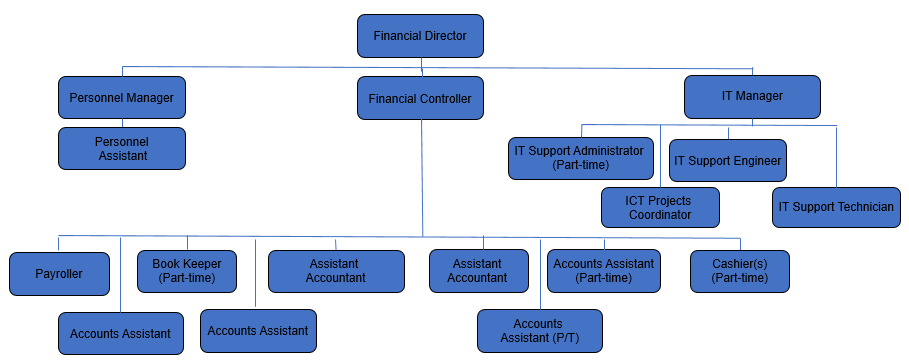 Financial Director
Personnel Manager
Financial Controller
IT Manager
Personnel
Assistant
IT Support Administrator
(Part-time)
IT Support Engineer
ICT Projects
Coordinator
IT Support Technician
Payroller
Book Keeper
(Part-time)
Assistant
Accountant
Assistant
Accountant
Accounts Assistant
(Part-time)
Cashier(s)
(Part-time)
Accounts Assistant
Accounts Assistant
Accounts
Assistant (P/T)